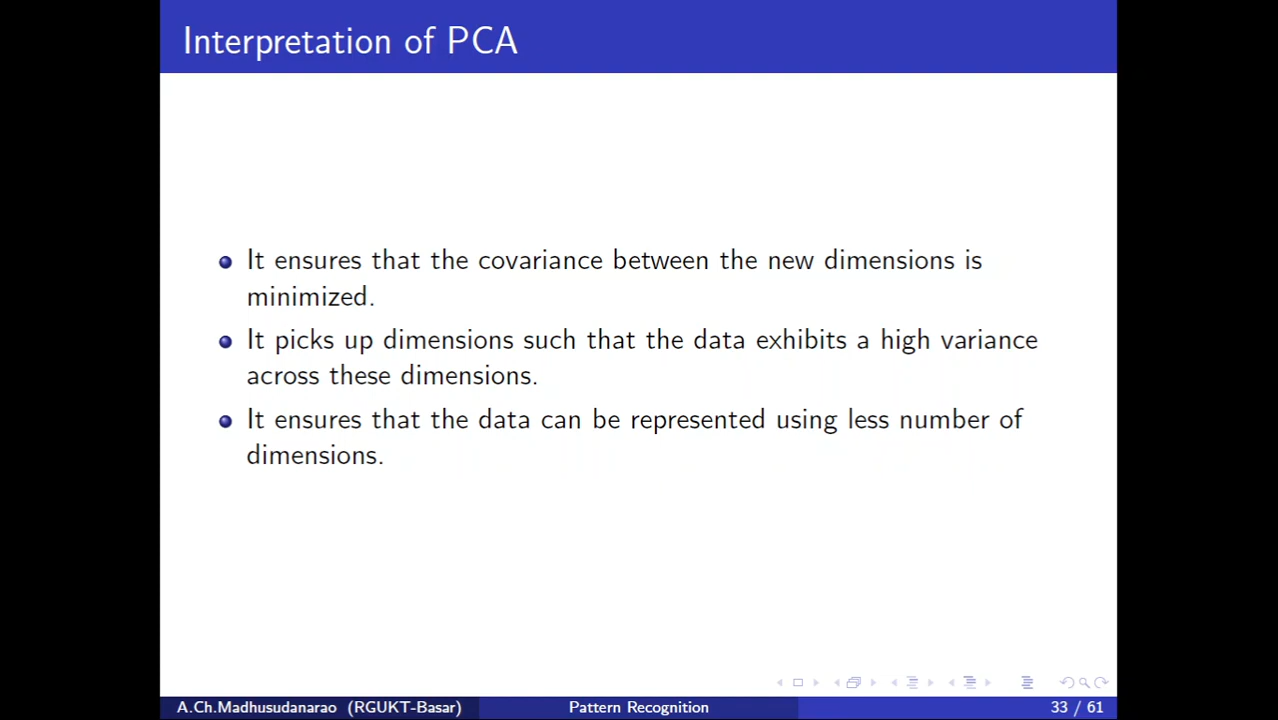 Interpretation of PCA
It ensures that the covariance between the new dimensions is
minimized.
It picks up dimensions such that the data exhibits a high variance
across these dimensions.
It ensures that the data can be represented using less number of
dimensions.
A.Ch.Madhusudanarao (RGUKT-Basar) Pattern Recognition 33 / 61